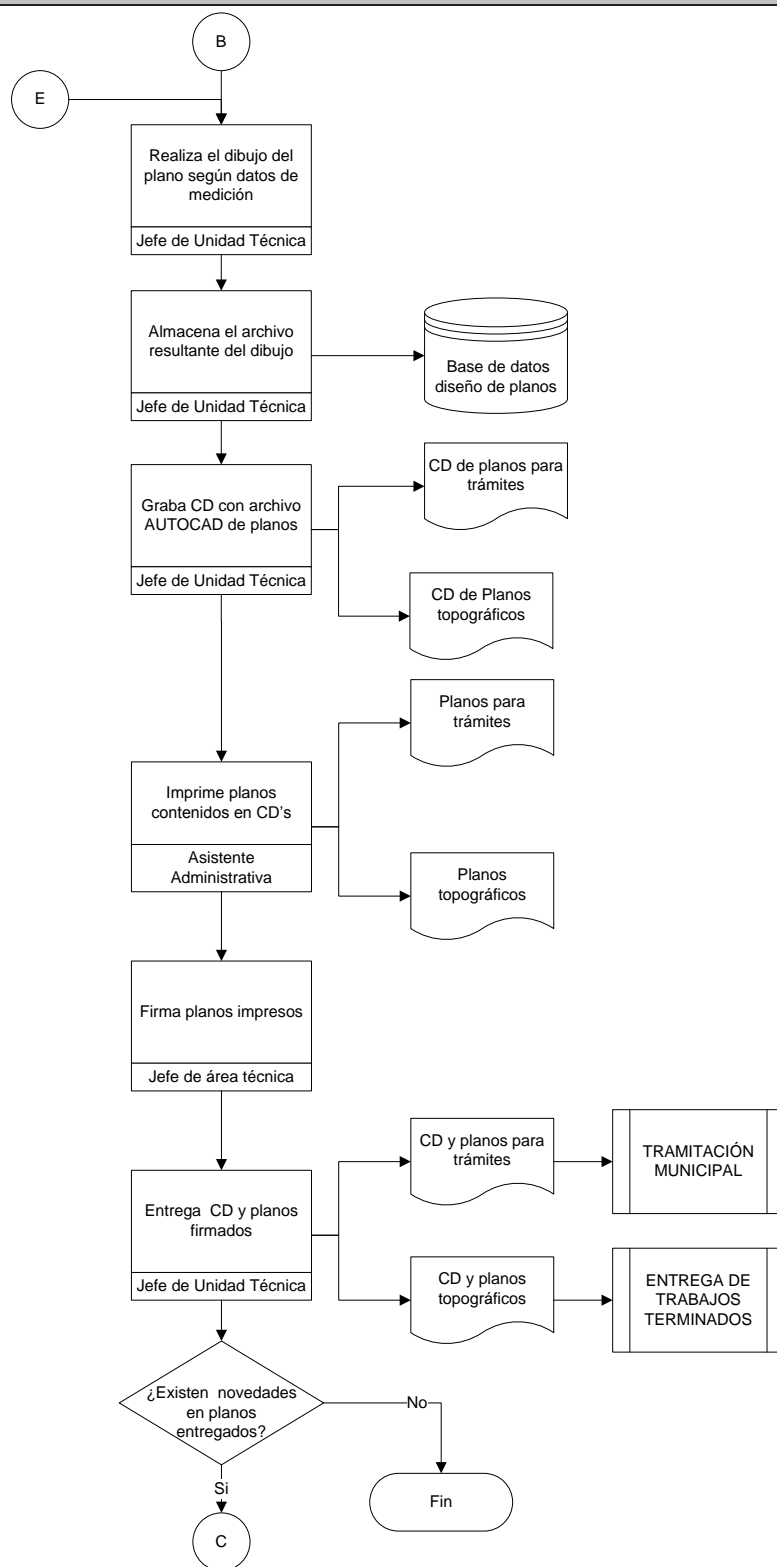 B
E
Realiza el dibujo del
plano según datos de
medición
Jefe de Unidad Técnica
Almacena el archivo
resultante del dibujo
Jefe de Unidad Técnica
Base de datos
diseño de planos
Graba CD con archivo
AUTOCAD de planos
Jefe de Unidad Técnica
CD de planos para
trámites
CD de Planos
topográficos
Imprime planos
contenidos en CD’s
Asistente
Administrativa
Planos para
trámites
Planos
topográficos
Firma planos impresos
Jefe de área técnica
Entrega CD y planos
firmados
Jefe de Unidad Técnica
CD y planos para
trámites
TRAMITACIÓN
MUNICIPAL
CD y planos
topográficos
ENTREGA DE
TRABAJOS
TERMINADOS
¿Existen novedades
en planos
entregados?
No
Fin
Si
C